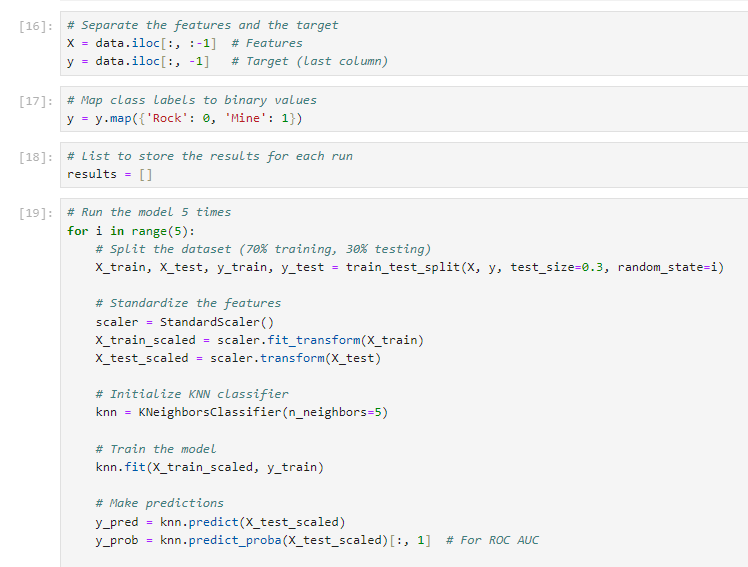 [16]: # Separate the features and the target
X = data.iloc[:, :-1]  # Features
y = data.iloc[:, -1]   # Target (last column)
[17]: # Map class labels to binary values
y = y.map({'Rock': 0, 'Mine': 1})
[18]: # List to store the results for each run
results = []
[19]: # Run the model 5 times
for i in range(5):
    # Split the dataset (70% training, 30% testing)
    X_train, X_test, y_train, y_test = train_test_split(X, y, test_size=0.3, random_state=i)
    # Standardize the features
    scaler = StandardScaler()
    X_train_scaled = scaler.fit_transform(X_train)
    X_test_scaled = scaler.transform(X_test)
    # Initialize KNN classifier
    knn = KNeighborsClassifier(n_neighbors=5)
    # Train the model
    knn.fit(X_train_scaled, y_train)
    # Make predictions
    y_pred = knn.predict(X_test_scaled)
    y_prob = knn.predict_proba(X_test_scaled)[:, 1]  # For ROC AUC